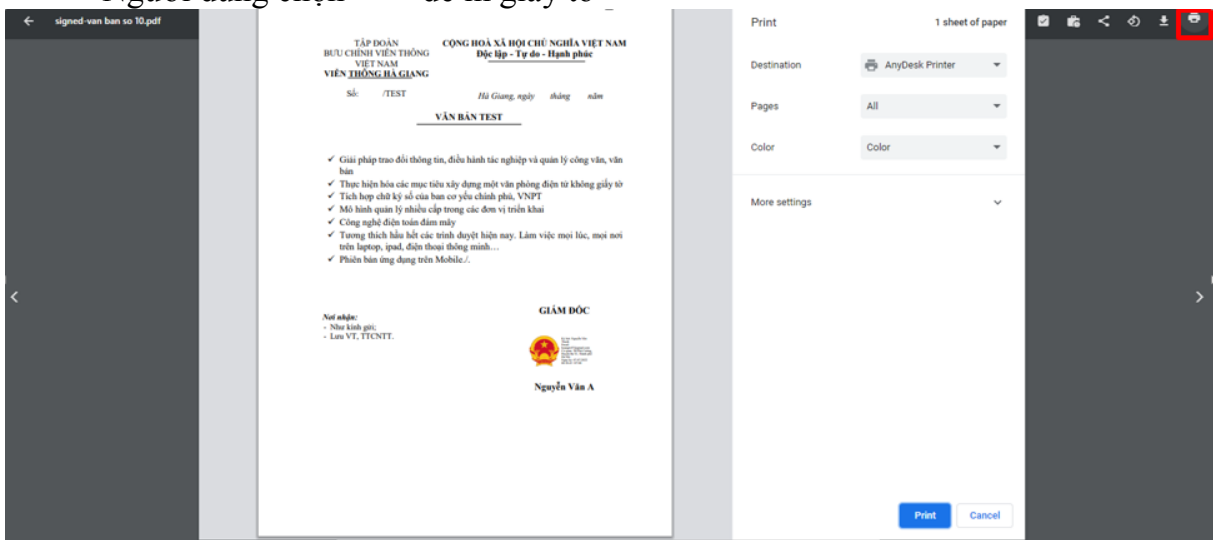 Người dùng chọn để in giấy tờ
signed-van ban so 10.pdf
TẬP ĐOÀN
BƯU CHÍNH VIỄN THÔNG
VIỆT NAM
VIỄN THÔNG HÀ GIANG
CỘNG HOÀ XÃ HỘI CHỦ NGHĨA VIỆT NAM
Độc lập - Tự do - Hạnh phúc
Số: /TEST
Hà Giang, ngày tháng năm
VĂN BẢN TEST
✓ Giải pháp trao đổi thông tin, điều hành tác nghiệp và quản lý công văn, văn
bản
✓ Thực hiện hóa các mục tiêu xây dựng một văn phòng điện tử không giấy tờ
✓ Tích hợp chữ ký số của ban cơ yếu chính phủ, VNPT
✓ Mô hình quản lý nhiều cấp trong các đơn vị triển khai
✓ Công nghệ điện toán đám mây
✓ Tương thích hầu hết các trình duyệt hiện nay. Làm việc mọi lúc, mọi nơi
trên laptop, ipad, điện thoại thông minh…
✓ Phiên bản ứng dụng trên Mobile./.
Nơi nhận:
- Như kính gửi;
- Lưu VT, TTCNTT.
GIÁM ĐỐC
Nguyễn Văn A
Print
1 sheet of paper
Destination
AnyDesk Printer
Pages
All
Color
Color
More settings
Print
Cancel